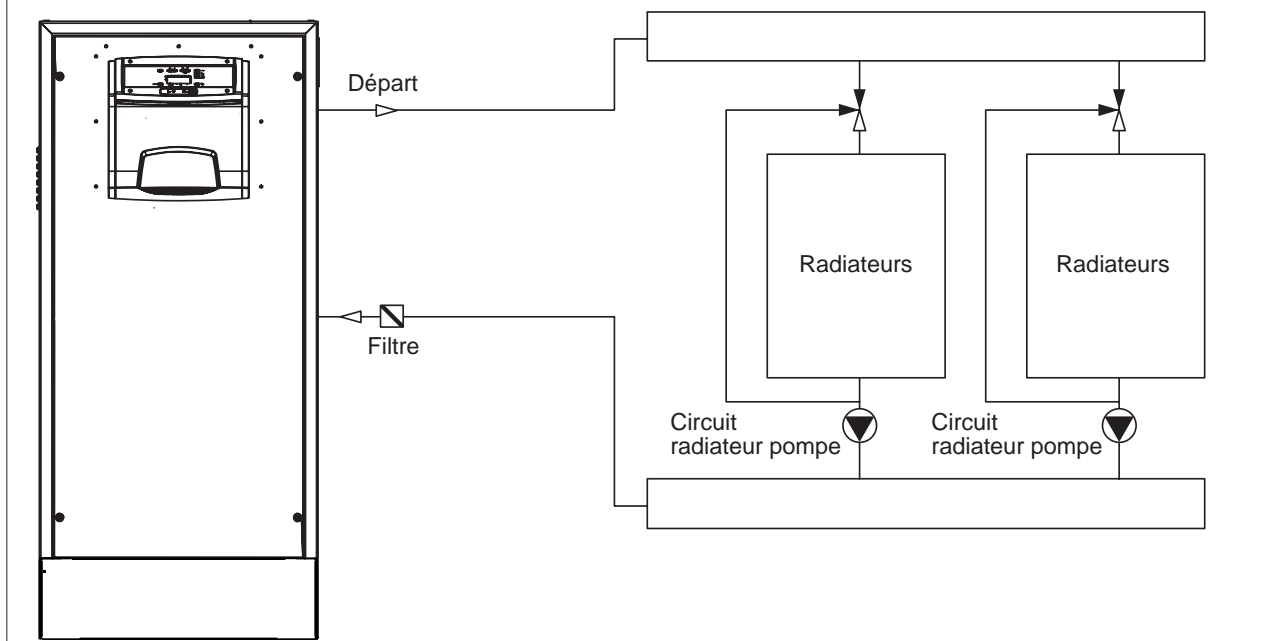 Départ
Radiateurs
Radiateurs
Filtre
Circuit
radiateur pompe
Circuit
radiateur pompe